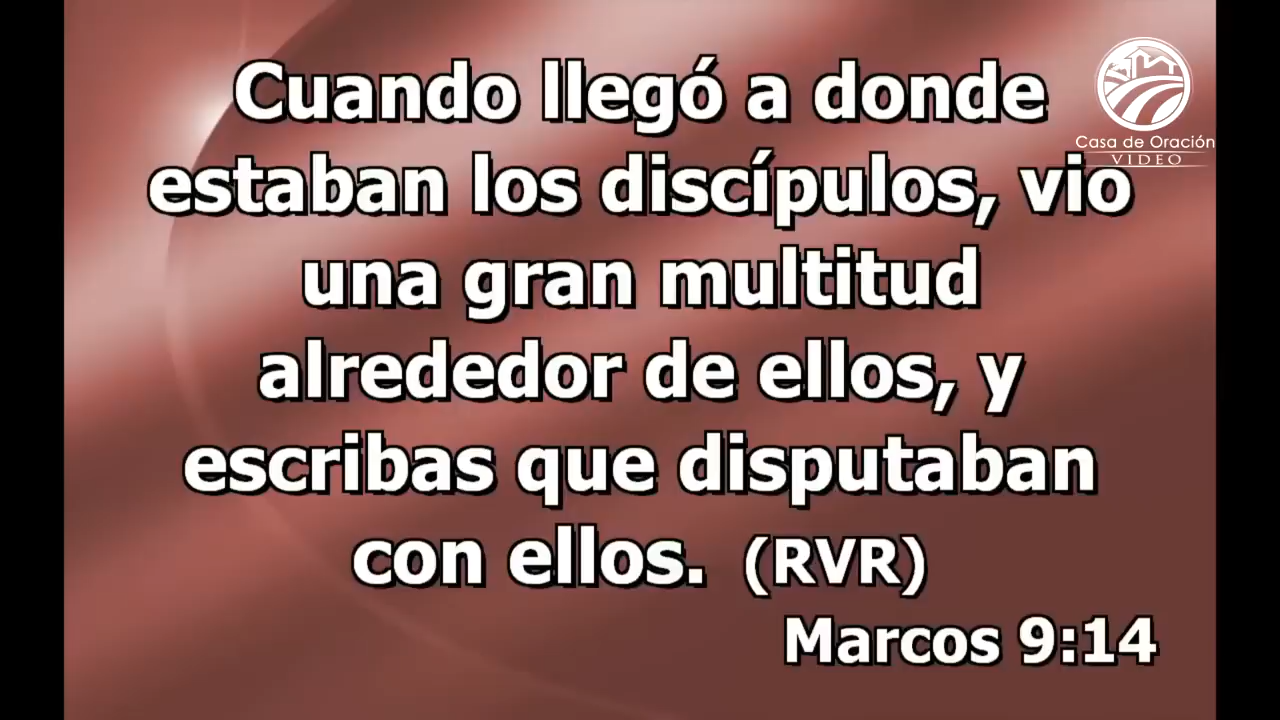 Cuando llegó a donde
estaban los discípulos, vio
una gran multitud
alrededor de ellos, y
escribas que disputaban
con ellos. (RVR)
Marcos 9:14
Casa de Oración
VIDEO